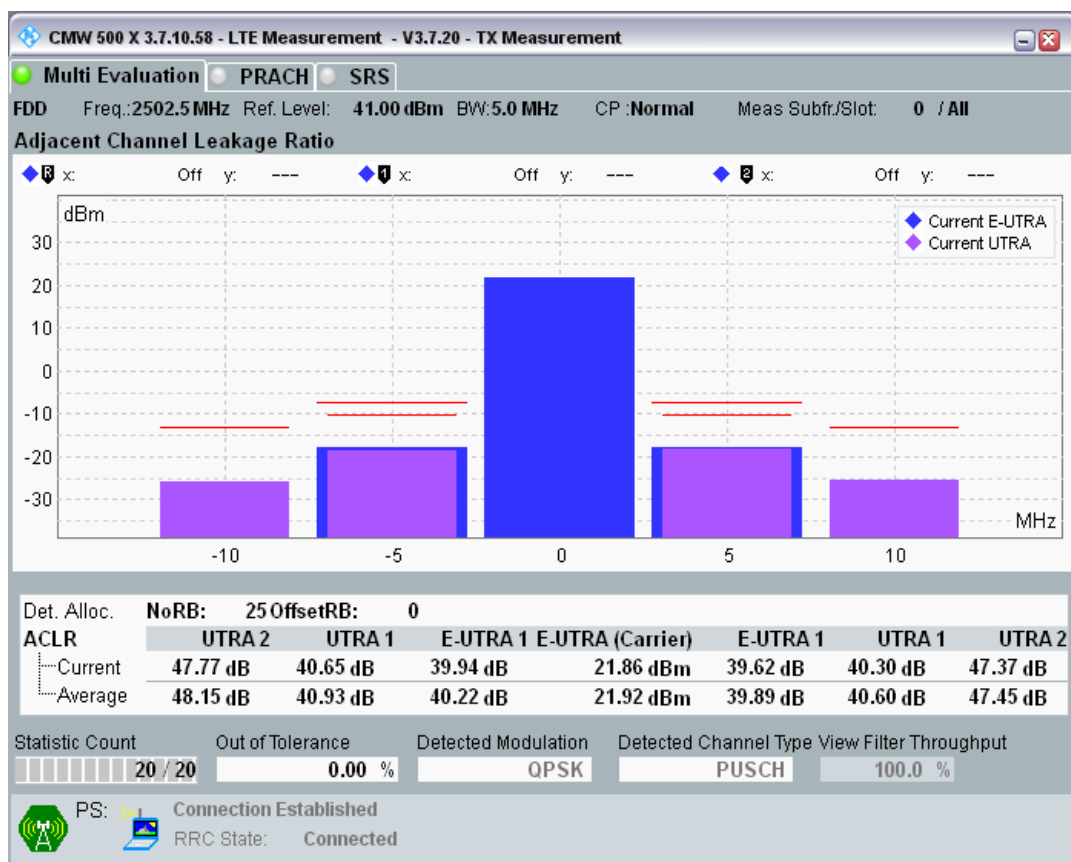 CMW 500 X 3.7.10.58 - LTE Measurement - V3.7.20 - TX Measurement
Multi Evaluation PRACH SRS
FDD Freq.:2502.5 MHz Ref. Level: 41.00 dBm BW:5.0 MHz CP :Normal Meas Subfr./Slot: 0 / All
Adjacent Channel Leakage Ratio
R x: Off y: --- 1 x: Off y: --- 2 x: Off y: ---
dBm
Current E-UTRA
Current UTRA
30
20
10
0
-10
-20
-30
MHz
-10 -5 0 5 10
Det. Alloc. NoRB: 25 OffsetRB: 0
ACLR UTRA 2 UTRA 1 E-UTRA 1 E-UTRA (Carrier) E-UTRA 1 UTRA 1 UTRA 2
Current 47.77 dB 40.65 dB 39.94 dB 21.86 dBm 39.62 dB 40.30 dB 47.37 dB
Average 48.15 dB 40.93 dB 40.22 dB 21.92 dBm 39.89 dB 40.60 dB 47.45 dB
Statistic Count Out of Tolerance Detected Modulation Detected Channel Type View Filter Throughput
20 / 20 0.00 % QPSK PUSCH 100.0 %
PS: Connection Established
RRC State: Connected